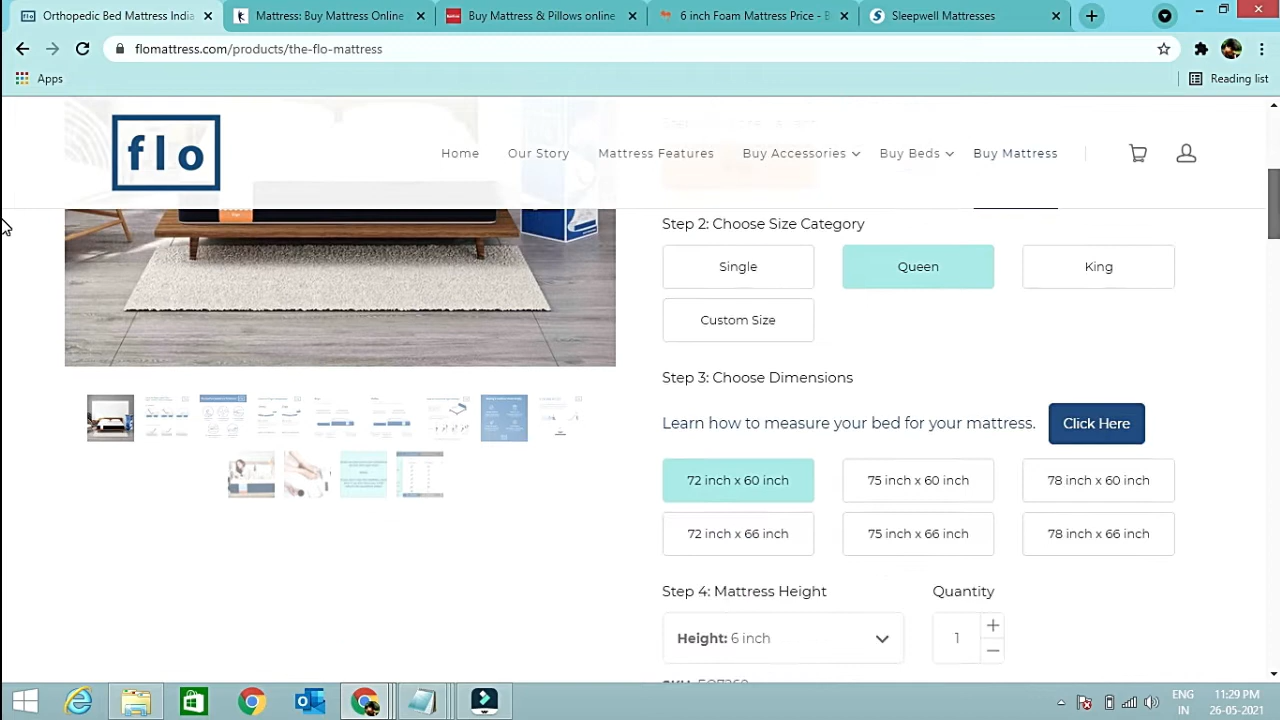 Orthopedic Bed Mattress Indi
Mattress: Buy Mattress Online
Buy Mattress & Pillows online
6 inch Foam Mattress Price - B
Sleepwell Mattresses
flomattress.com/products/the-flo-mattress
Apps
Reading list
flo
Home
Our Story
Mattress Features
Buy Accessories
Buy Beds
Buy Mattress
Step 2: Choose Size Category
Single
Queen
King
Custom Size
Step 3: Choose Dimensions
Learn how to measure your bed for your mattress.
Click Here
72 inch x 60 inch
75 inch x 60 inch
78 inch x 60 inch
72 inch x 66 inch
75 inch x 66 inch
78 inch x 66 inch
Step 4: Mattress Height
Quantity
Height: 6 inch
1
ENG
IN
11:29 PM
26-05-2021